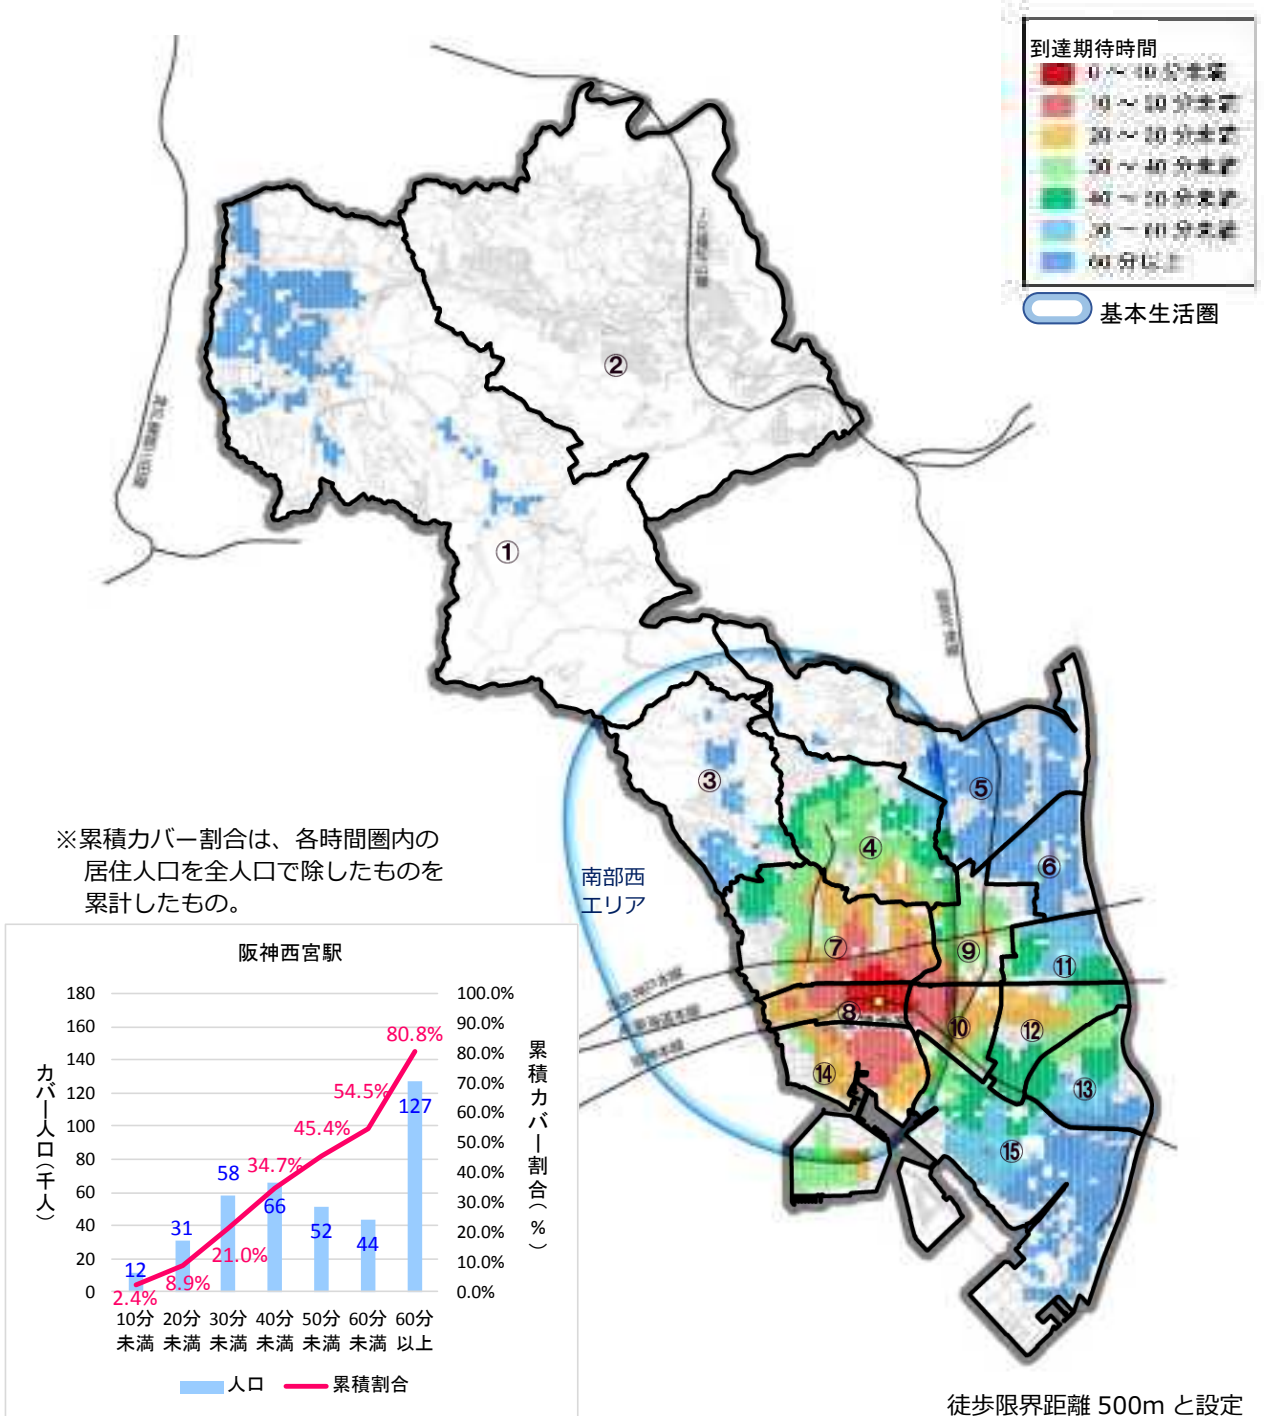 到達期待時間
60 分以上
基本生活圏
②
①
③
⑤
④
⑥
⑦
⑨
⑪
⑧
⑩
⑫
⑭
⑬
⑮
南部西
エリア
※累積カバー割合は、各時間圏内の
居住人口を全人口で除したものを
累計したもの。
阪神西宮駅
カバー人口(千人)
180
160
140
120
100
80
60
40
20
0
累積カバー割合(%)
100.0%
90.0%
80.0%
70.0%
60.0%
50.0%
40.0%
30.0%
20.0%
10.0%
0.0%
12
31
58
66
52
44
127
2.4%
8.9%
21.0%
34.7%
45.4%
54.5%
80.8%
10分
未満
20分
未満
30分
未満
40分
未満
50分
未満
60分
未満
60分
以上
人口
累積割合
徒歩限界距離 500m と設定